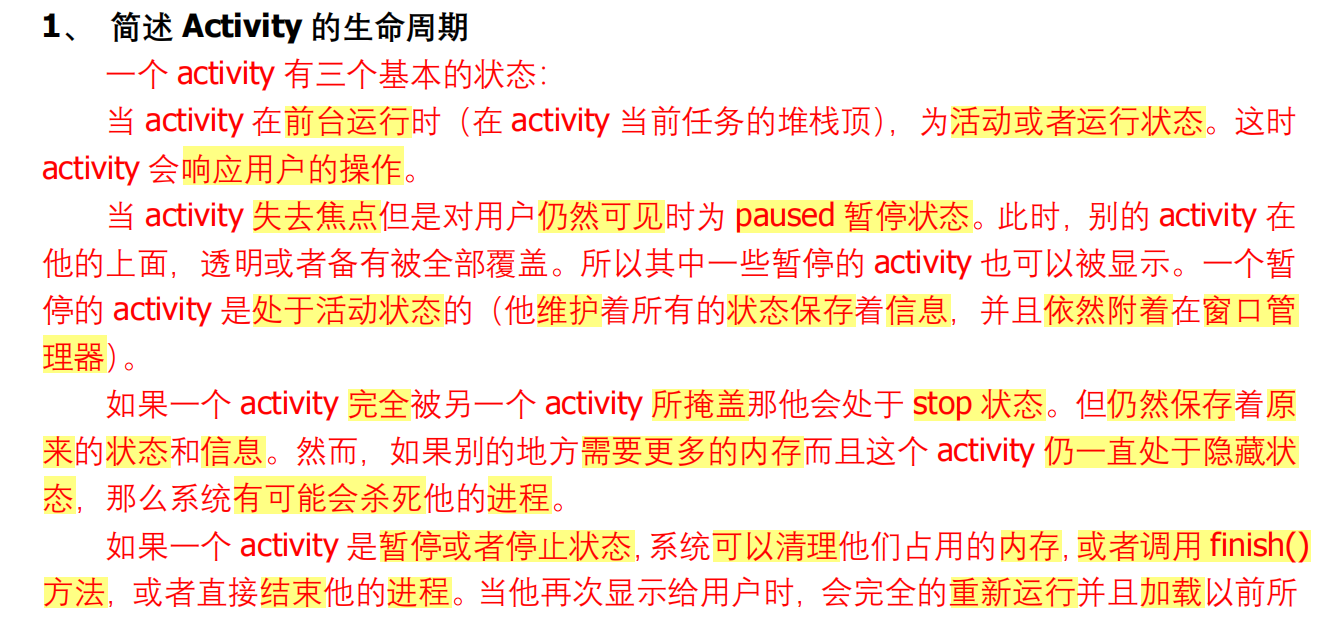 1、 简述 Activity 的生命周期
一个 activity 有三个基本的状态：
当 activity 在前台运行时（在 activity 当前任务的堆栈顶），为活动或者运行状态。这时
activity 会响应用户的操作。
当 activity 失去焦点但是对用户仍然可见时为 paused 暂停状态。此时，别的 activity 在
他的上面，透明或者备有被全部覆盖。所以其中一些暂停的 activity 也可以被显示。一个暂
停的 activity 是处于活动状态的（他维护着所有的状态保存着信息，并且依然附着在窗口管
理器）。
如果一个 activity 完全被另一个 activity 所掩盖那他会处于 stop 状态。但仍然保存着原
来的状态和信息。然而，如果别的地方需要更多的内存而且这个 activity 仍一直处于隐藏状
态，那么系统有可能会杀死他的进程。
如果一个 activity 是暂停或者停止状态, 系统可以清理他们占用的内存, 或者调用 finish()
方法，或者直接结束他的进程。当他再次显示给用户时，会完全的重新运行并且加载以前所